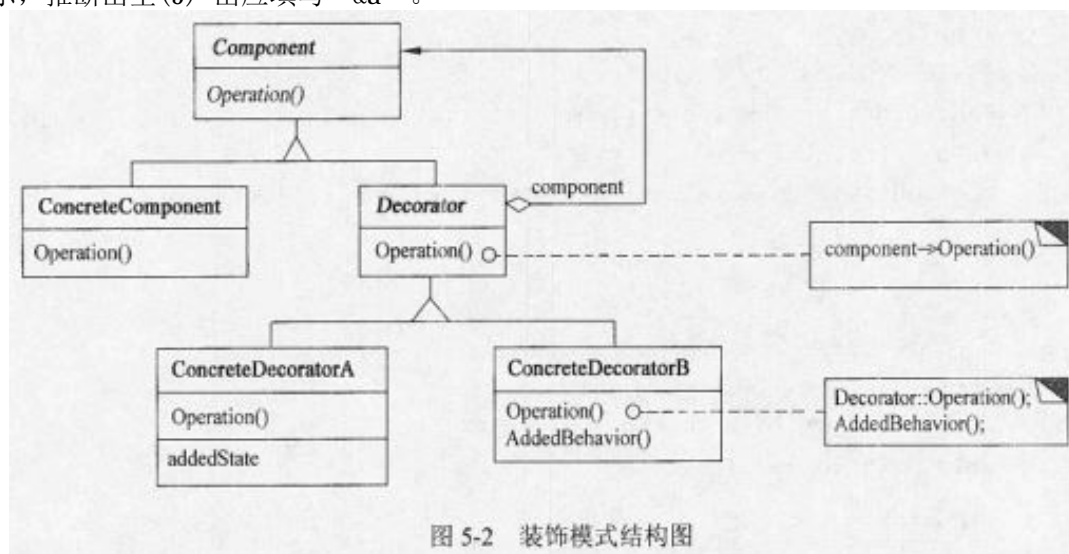 Component
Operation()
component
ConcreteComponent
Operation()
Decorator
Operation()
component->Operation()
ConcreteDecoratorA
Operation()
addedState
ConcreteDecoratorB
Operation()
AddedBehavior()
Decorator::Operation();
AddedBehavior();
图 5-2 装饰模式结构图